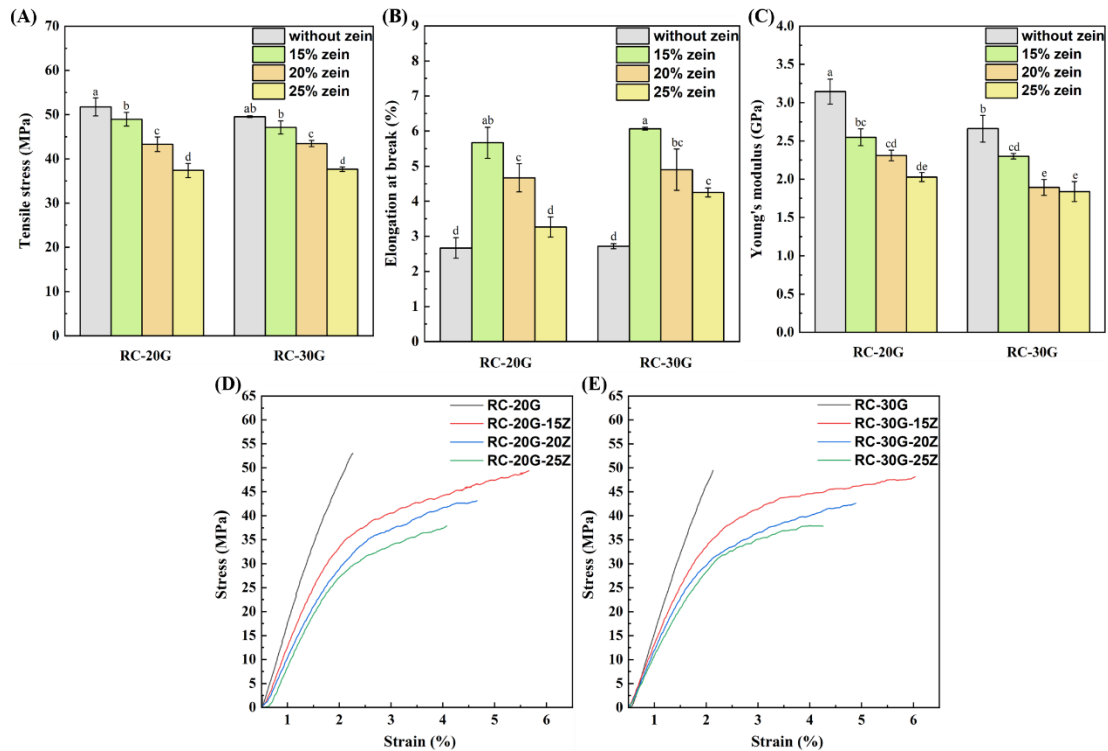 (A)
70
60
50
40
30
20
10
0
Tensile stress (MPa)
without zein
15% zein
20% zein
25% zein
a
b
c
d
ab
b
c
d
RC-20G
RC-30G
(B)
9
8
7
6
5
4
3
2
1
0
Elongation at break (%)
without zein
15% zein
20% zein
25% zein
d
ab
c
d
d
a
bc
c
RC-20G
RC-30G
(C)
4.0
3.5
3.0
2.5
2.0
1.5
1.0
0.5
0.0
Young's modulus (GPa)
without zein
15% zein
20% zein
25% zein
a
bc
cd
de
b
cd
e
e
RC-20G
RC-30G
(D)
65
60
55
50
45
40
35
30
25
20
15
10
5
0
Stress (MPa)
RC-20G
RC-20G-15Z
RC-20G-20Z
RC-20G-25Z
1 2 3 4 5 6
Strain (%)
(E)
65
60
55
50
45
40
35
30
25
20
15
10
5
0
Stress (MPa)
RC-30G
RC-30G-15Z
RC-30G-20Z
RC-30G-25Z
1 2 3 4 5 6
Strain (%)